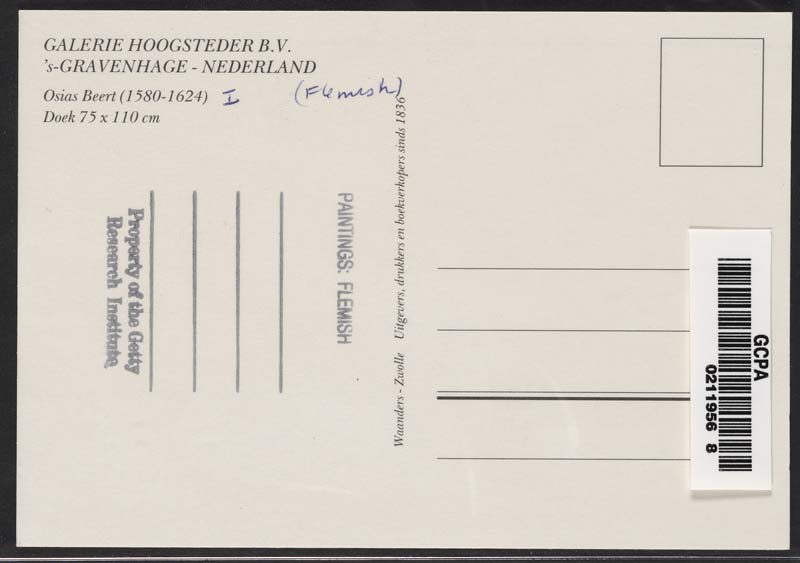 GALERIE HOOGSTEDER B.V.
's-GRAVENHAGE - NEDERLAND
Osias Beert (1580-1624) I (Flemish)
Doek 75 x 110 cm
Property of the Getty
Research Institute
PAINTINGS: FLEMISH
Waanders - Zwolle Uitgevers, drukkers en boekverkopers sinds 1836
GCPA
0211956 8